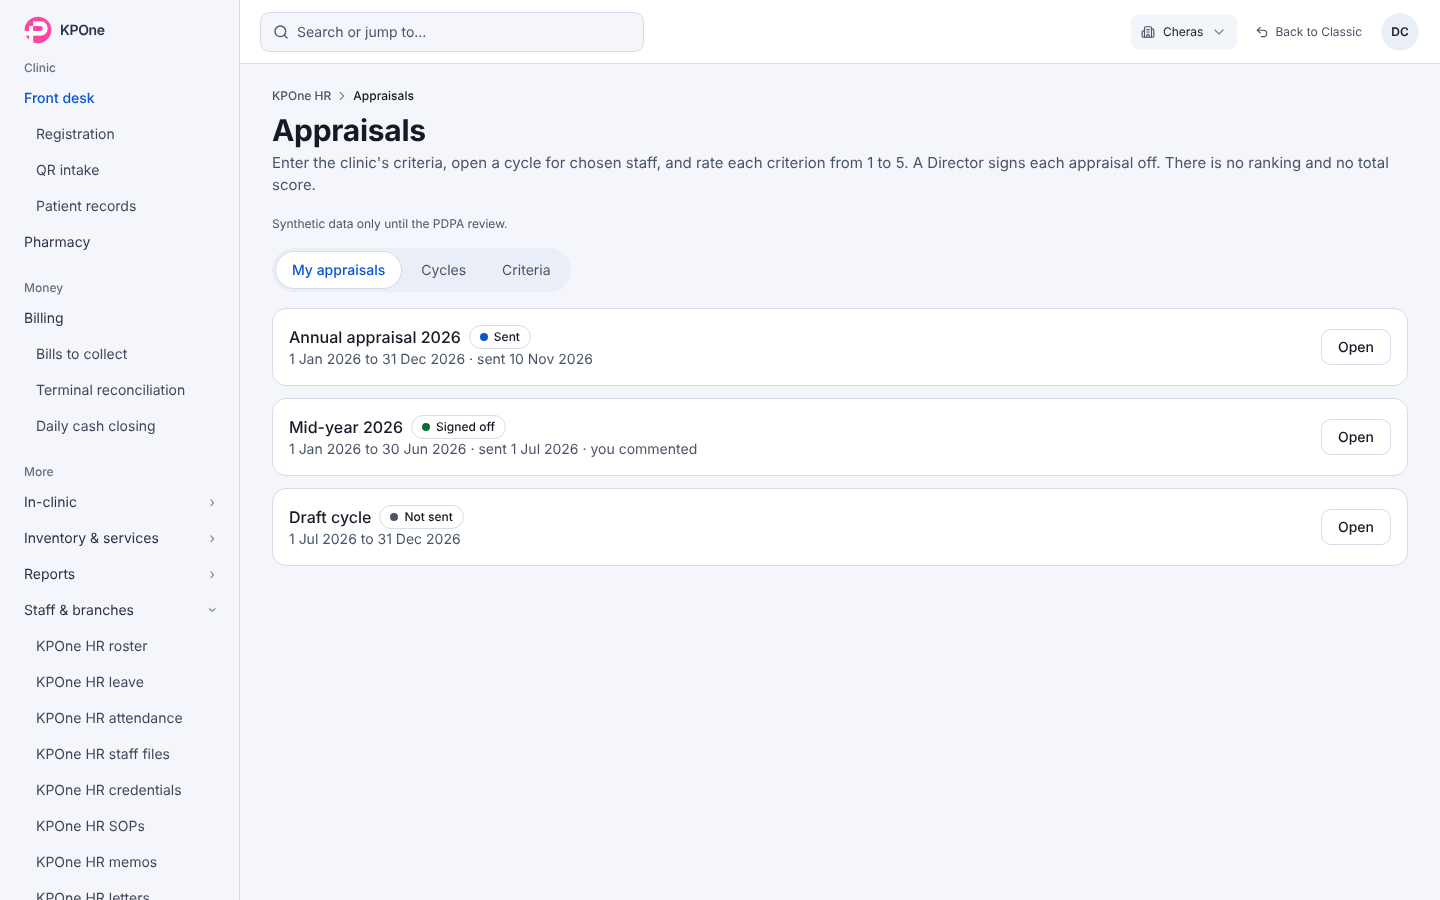 KPOne
Clinic
Front desk
Registration
QR intake
Patient records
Pharmacy
Money
Billing
Bills to collect
Terminal reconciliation
Daily cash closing
More
In-clinic
Inventory & services
Reports
Staff & branches
KPOne HR roster
KPOne HR leave
KPOne HR attendance
KPOne HR staff files
KPOne HR credentials
KPOne HR SOPs
KPOne HR memos
KPOne HR letters
Search or jump to...
Cheras
Back to Classic
DC
KPOne HR > Appraisals
Appraisals
Enter the clinic's criteria, open a cycle for chosen staff, and rate each criterion from 1 to 5. A Director signs each appraisal off. There is no ranking and no total
score.
Synthetic data only until the PDPA review.
My appraisals Cycles Criteria
Annual appraisal 2026 Sent
1 Jan 2026 to 31 Dec 2026 · sent 10 Nov 2026
Open
Mid-year 2026 Signed off
1 Jan 2026 to 30 Jun 2026 · sent 1 Jul 2026 · you commented
Open
Draft cycle Not sent
1 Jul 2026 to 31 Dec 2026
Open